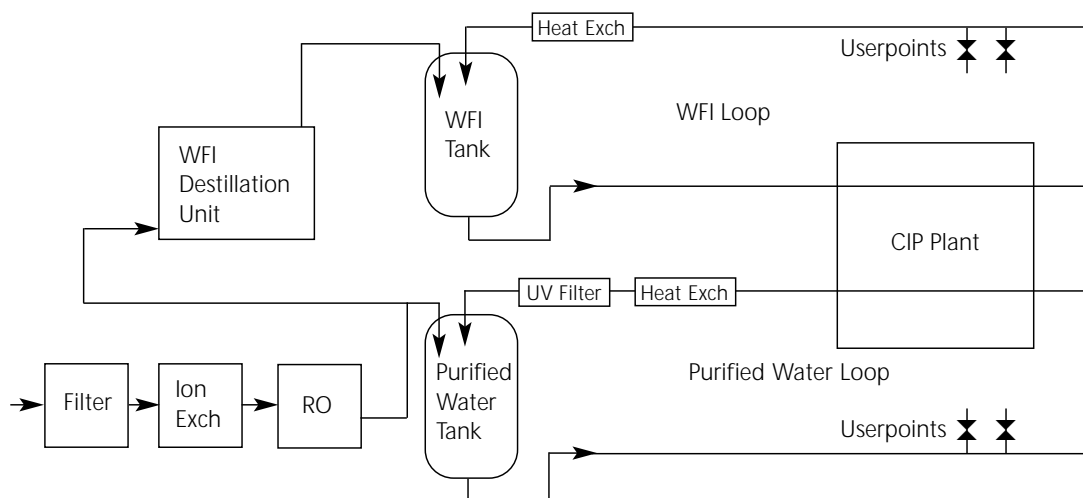 Heat Exch
Userpoints
WFI
Tank
WFI Loop
WFI
Destillation
Unit
CIP Plant
UV Filter
Heat Exch
Purified
Water
Tank
Purified Water Loop
Filter
Ion
Exch
RO
Userpoints